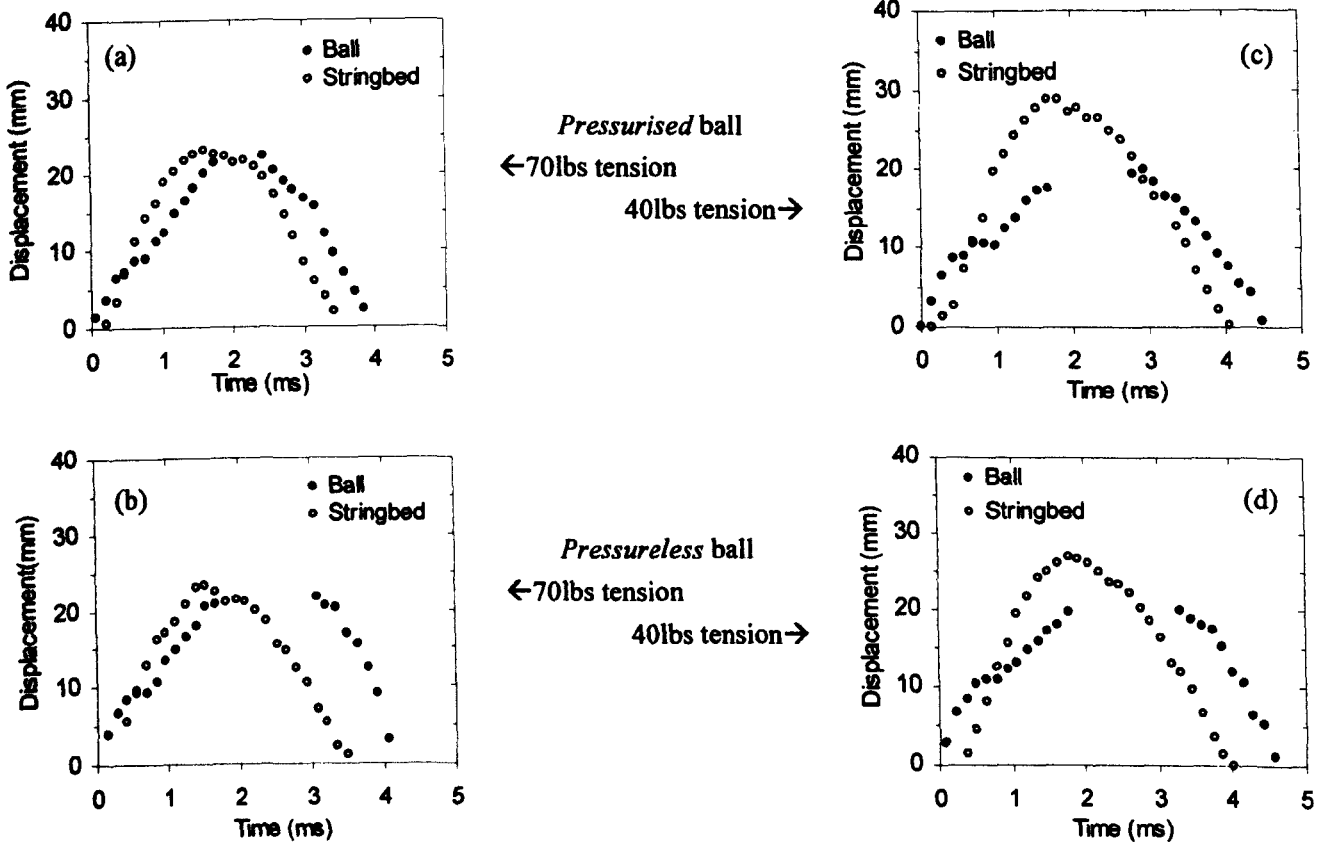 (a)
Ball
Stringbed
Displacement (mm)
40
30
20
10
0
0 1 2 3 4 5
Time (ms)
Pressurised ball
←70lbs tension
40lbs tension→
(c)
Ball
Stringbed
Displacement (mm)
40
30
20
10
0
0 1 2 3 4 5
Time (ms)
(b)
Ball
Stringbed
Displacement(mm)
40
30
20
10
0
0 1 2 3 4 5
Time (ms)
Pressureless ball
←70lbs tension
40lbs tension→
(d)
Ball
Stringbed
Displacement (mm)
40
30
20
10
0
0 1 2 3 4 5
Time (ms)